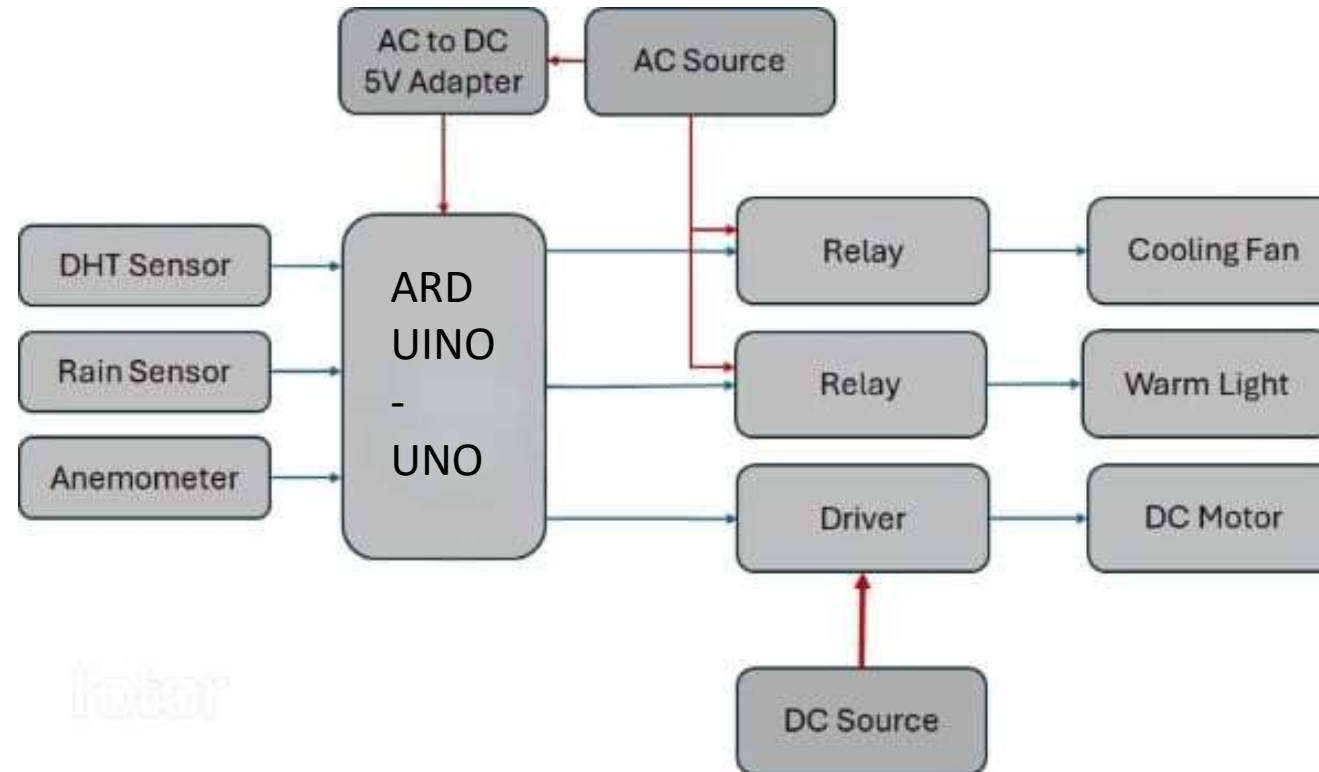 AC to DC
5V Adapter
AC Source
DHT Sensor
Rain Sensor
Anemometer
ARD
UINO
-
UNO
Relay
Cooling Fan
Relay
Warm Light
Driver
DC Motor
DC Source
fotor